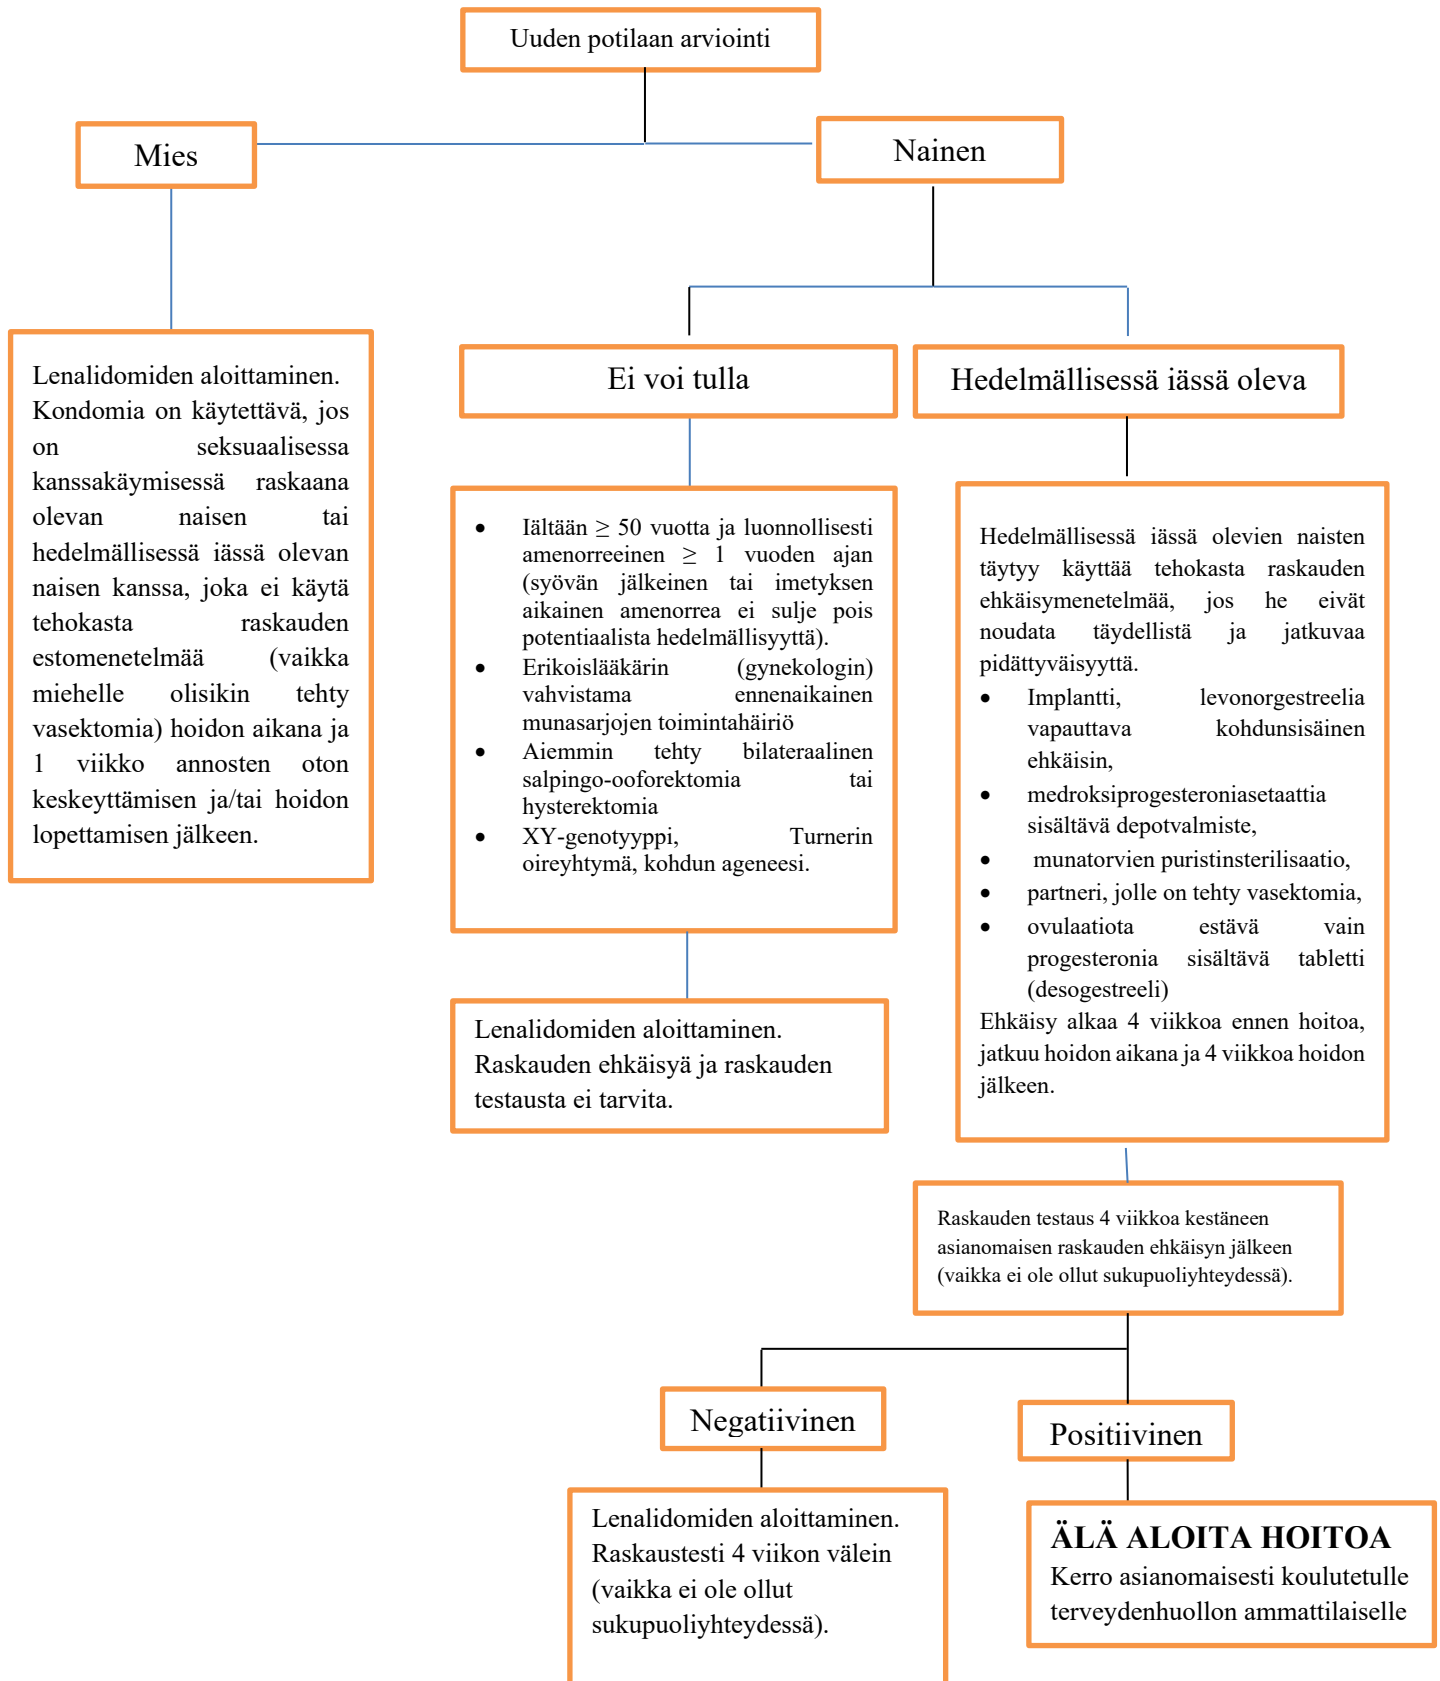 Uuden potilaan arviointi
Mies
Nainen
Lenalidomiden aloittaminen.
Kondomia on käytettävä, jos
on seksuaalisessa
kanssakäymisessä raskaana
olevan naisen tai
hedelmällisessä iässä olevan
naisen kanssa, joka ei käytä
tehokasta raskauden
estomenetelmää (vaikka
miehelle olisikin tehty
vasektomia) hoidon aikana ja
1 viikko annosten oton
keskeyttämisen ja/tai hoidon
lopettamisen jälkeen.
Ei voi tulla
Hedelmällisessä iässä oleva
• Iältään ≥ 50 vuotta ja luonnollisesti
amenorreeinen ≥ 1 vuoden ajan
(syövän jälkeinen tai imetyksen
aikainen amenorrea ei sulje pois
potentiaalista hedelmällisyyttä).
• Erikoislääkärin (gynekologin)
vahvistama ennenaikainen
munasarjojen toimintahäiriö
• Aiemmin tehty bilateraalinen
salpingo-ooforektomia tai
hysterektomia
• XY-genotyyppi, Turnerin
oireyhtymä, kohdun ageneesi.
Lenalidomiden aloittaminen.
Raskauden ehkäisyä ja raskauden
testausta ei tarvita.
Hedelmällisessä iässä olevien naisten
täytyy käyttää tehokasta raskauden
ehkäisymenetelmää, jos he eivät
noudata täydellistä ja jatkuvaa
pidättyväisyyttä.
• Implantti, levonorgestreelia
vapauttava kohdunsisäinen
ehkäisin,
• medroksiprogesteroniasetaattia
sisältävä depotvalmiste,
• munatorvien puristinsterilisaatio,
• partneri, jolle on tehty vasektomia,
• ovulaatiota estävä vain
progesteronia sisältävä tabletti
(desogestreeli)
Ehkäisy alkaa 4 viikkoa ennen hoitoa,
jatkuu hoidon aikana ja 4 viikkoa hoidon
jälkeen.
Raskauden testaus 4 viikkoa kestäneen
asianomaisen raskauden ehkäisyn jälkeen
(vaikka ei ole ollut sukupuoliyhteydessä).
Negatiivinen
Positiivinen
Lenalidomiden aloittaminen.
Raskaustesti 4 viikon välein
(vaikka ei ole ollut
sukupuoliyhteydessä).
ÄLÄ ALOITA HOITOA
Kerro asianomaisesti koulutetulle
terveydenhuollon ammattilaiselle